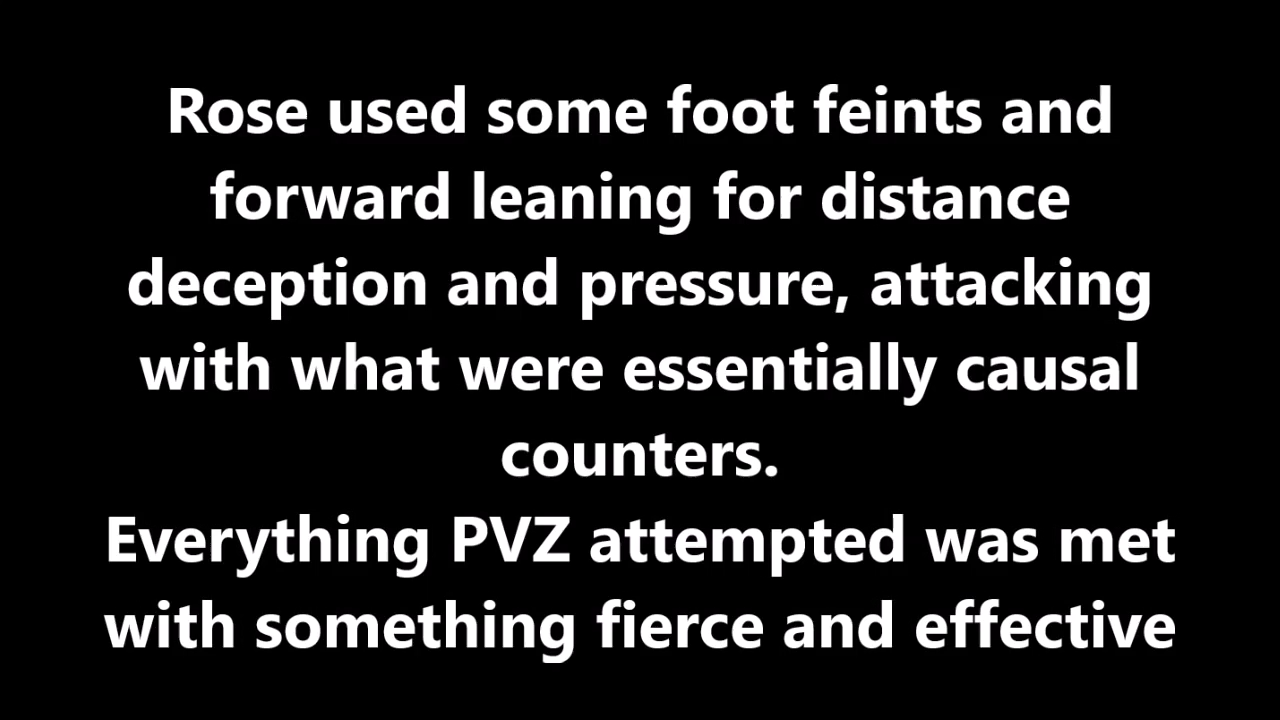 Rose used some foot feints and
forward leaning for distance
deception and pressure, attacking
with what were essentially causal
counters.
Everything PVZ attempted was met
with something fierce and effective